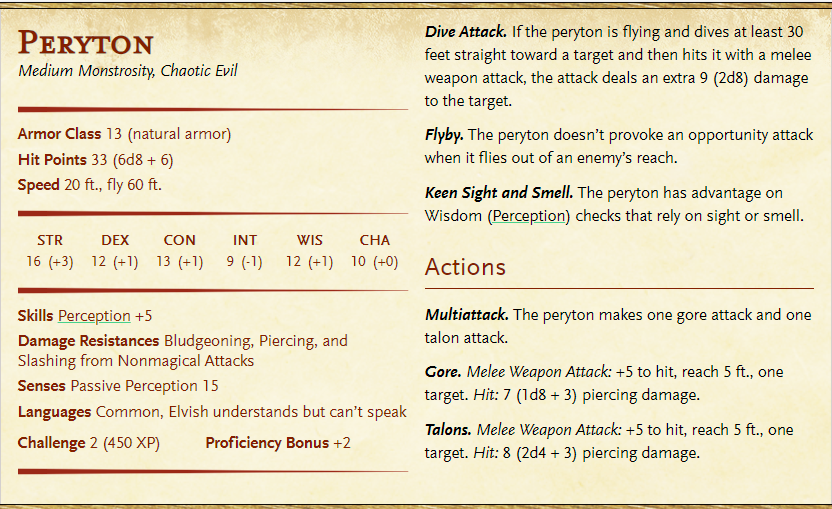 PERYTON
Medium Monstrosity, Chaotic Evil
Armor Class 13 (natural armor)
Hit Points 33 (6d8 + 6)
Speed 20 ft., fly 60 ft.
STR DEX CON INT WIS CHA
16 (+3) 12 (+1) 13 (+1) 9 (-1) 12 (+1) 10 (+0)
Skills Perception +5
Damage Resistances Bludgeoning, Piercing, and
Slashing from Nonmagical Attacks
Senses Passive Perception 15
Languages Common, Elvish understands but can’t speak
Challenge 2 (450 XP) Proficiency Bonus +2
Dive Attack. If the peryton is flying and dives at least 30
feet straight toward a target and then hits it with a melee
weapon attack, the attack deals an extra 9 (2d8) damage
to the target.
Flyby. The peryton doesn’t provoke an opportunity attack
when it flies out of an enemy’s reach.
Keen Sight and Smell. The peryton has advantage on
Wisdom (Perception) checks that rely on sight or smell.
Actions
Multiattack. The peryton makes one gore attack and one
talon attack.
Gore. Melee Weapon Attack: +5 to hit, reach 5 ft., one
target. Hit: 7 (1d8 + 3) piercing damage.
Talons. Melee Weapon Attack: +5 to hit, reach 5 ft., one
target. Hit: 8 (2d4 + 3) piercing damage.